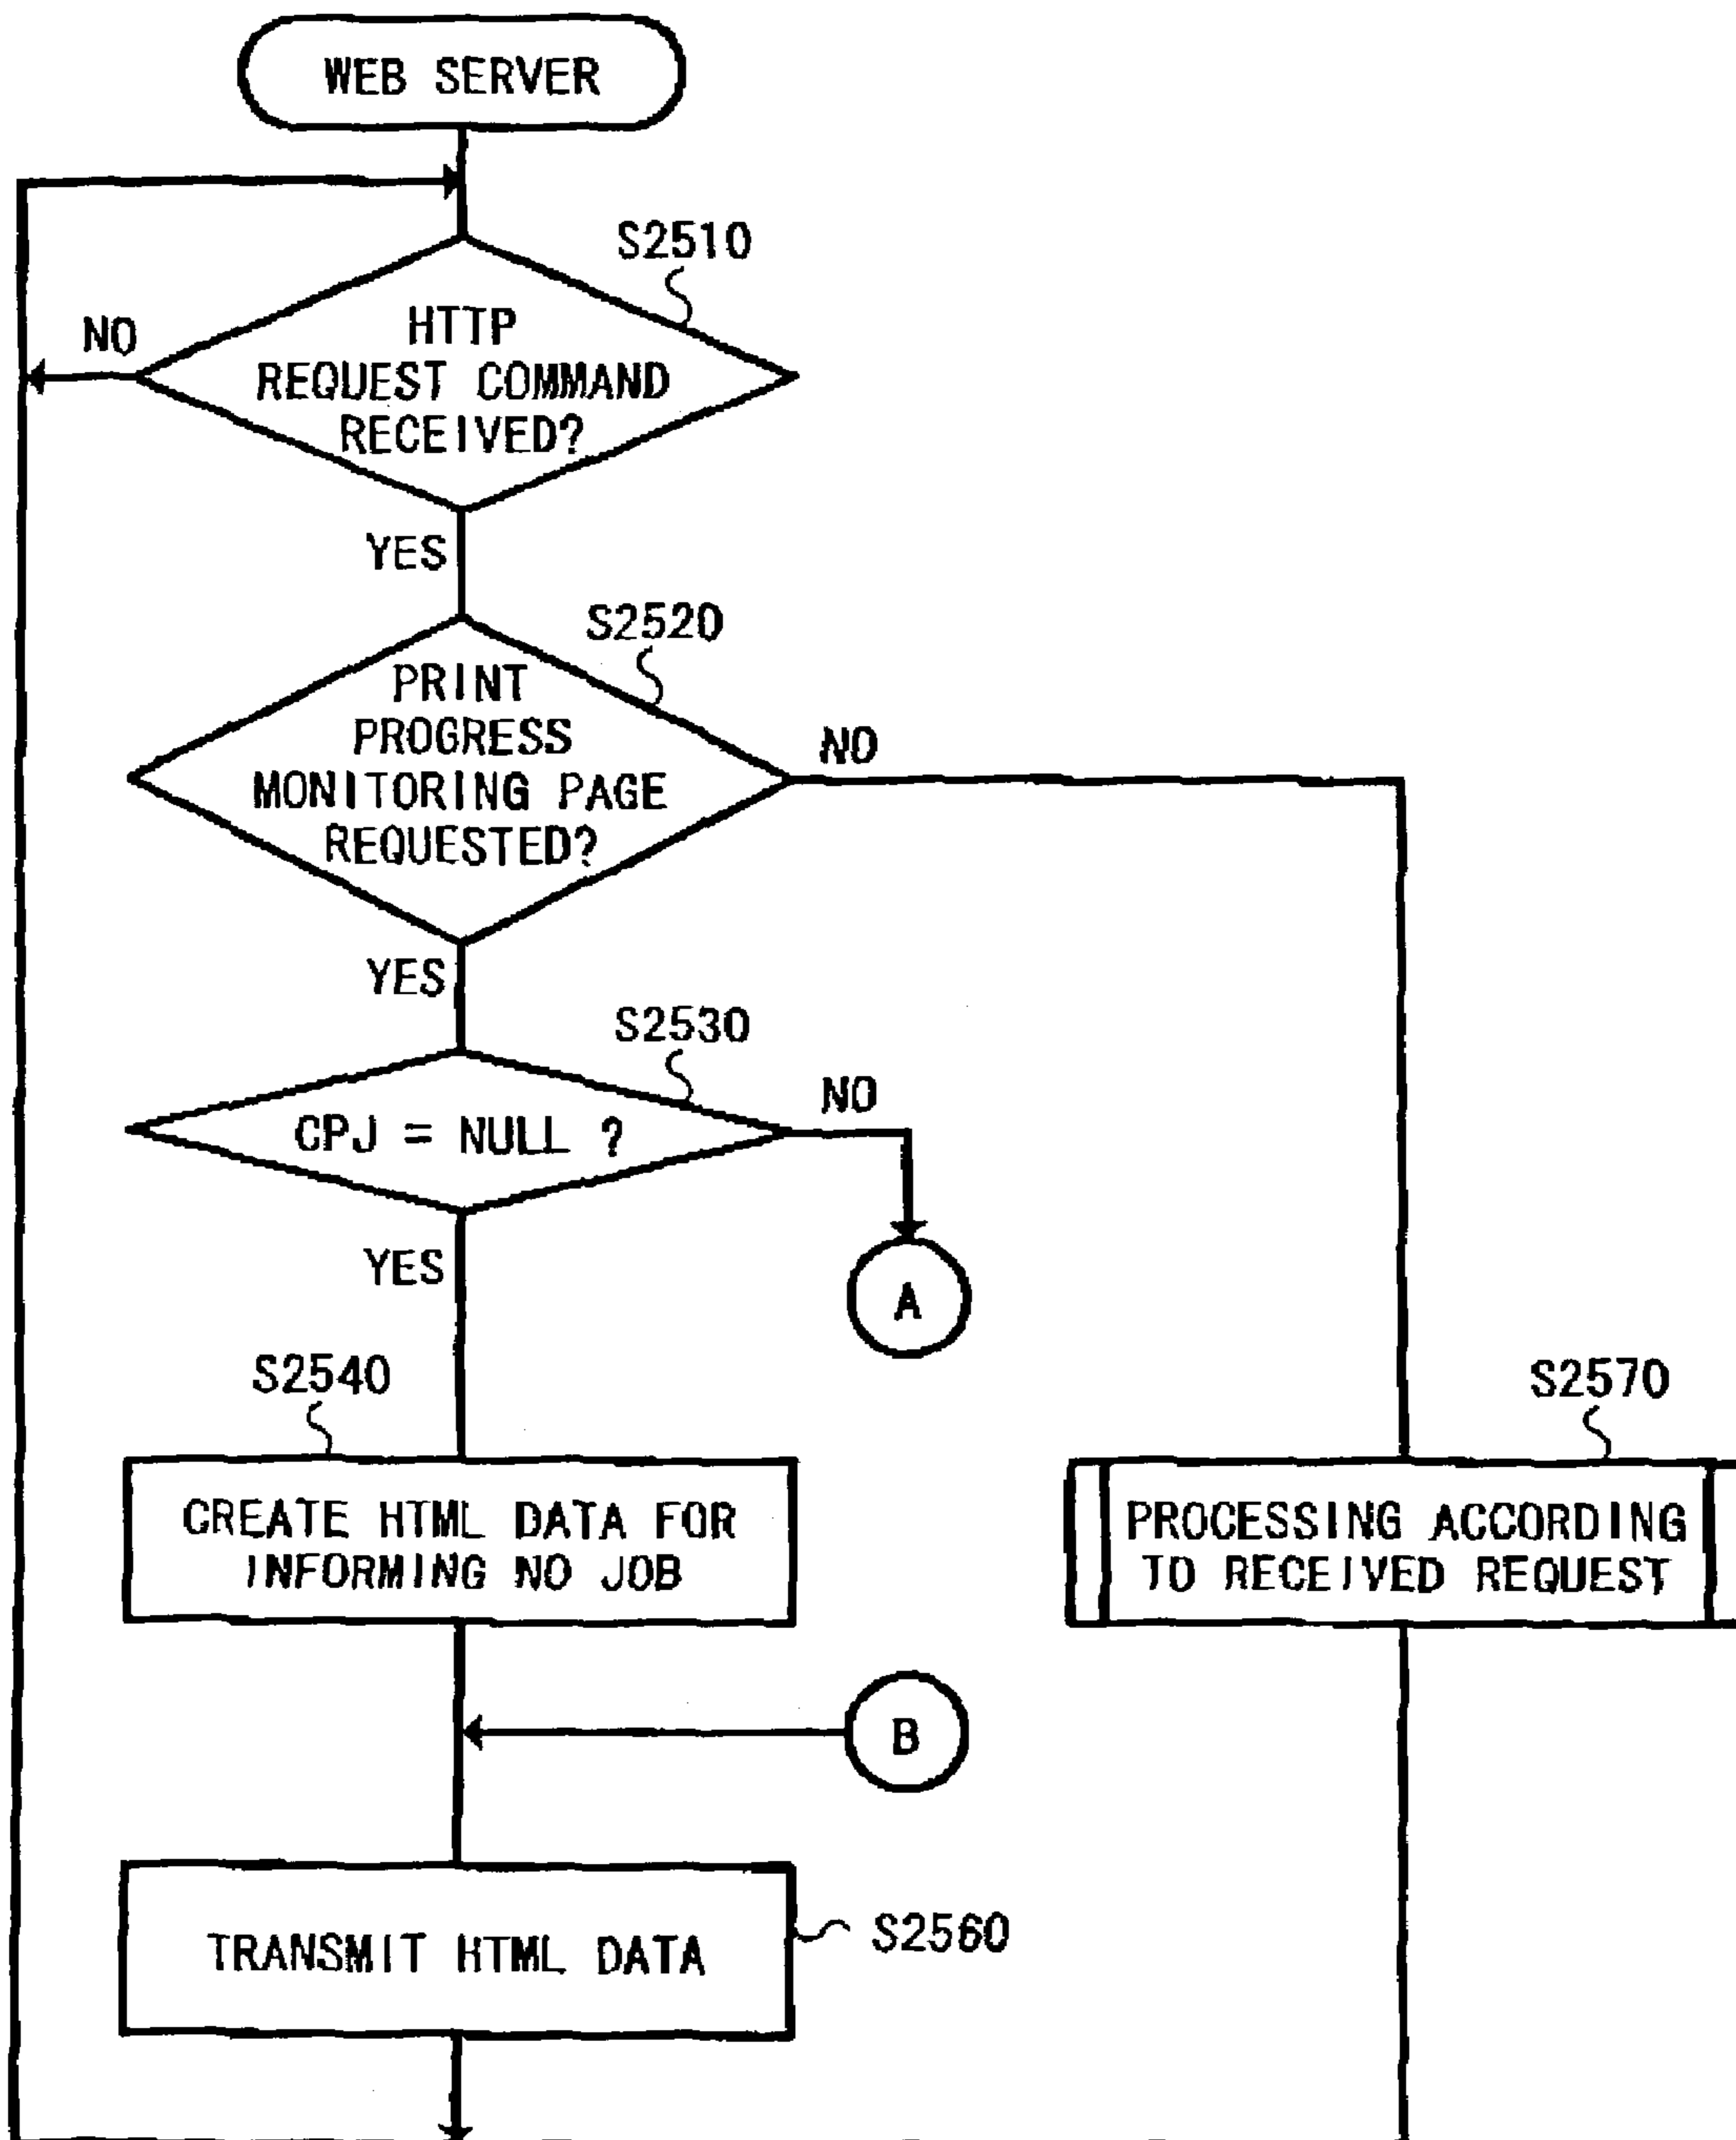 WEB SERVER
S2510
NO
HTTP
REQUEST COMMAND
RECEIVED?
YES
S2520
PRINT
PROGRESS
MONITORING PAGE
REQUESTED?
NO
YES
S2530
NO
CPJ = NULL ?
YES
A
S2540
S2570
CREATE HTML DATA FOR
INFORMING NO JOB
PROCESSING ACCORDING
TO RECEIVED REQUEST
B
TRANSMIT HTML DATA
S2560